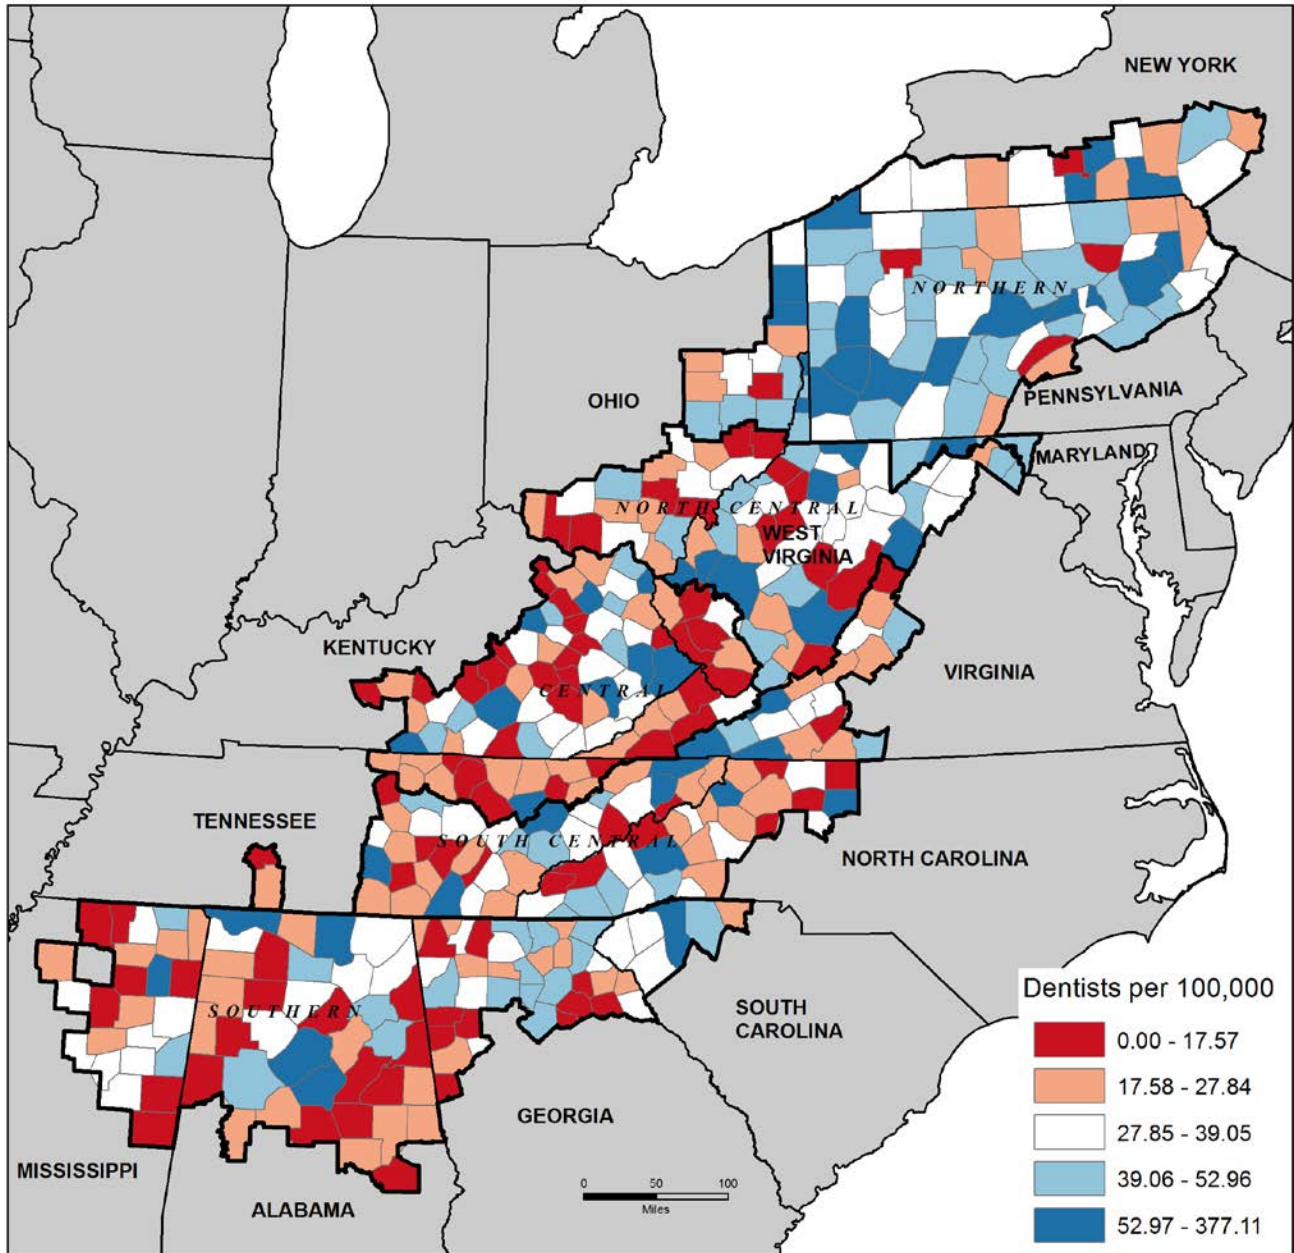 NEW YORK
NORTHERN
PENNSYLVANIA
OHIO
MARYLAND
NORTH CENTRAL
WEST
VIRGINIA
KENTUCKY
VIRGINIA
CENTRAL
TENNESSEE
SOUTH CENTRAL
NORTH CAROLINA
SOUTHERN
SOUTH
CAROLINA
GEORGIA
MISSISSIPPI
ALABAMA
0 50 100
Miles
Dentists per 100,000
0.00 - 17.57
17.58 - 27.84
27.85 - 39.05
39.06 - 52.96
52.97 - 377.11